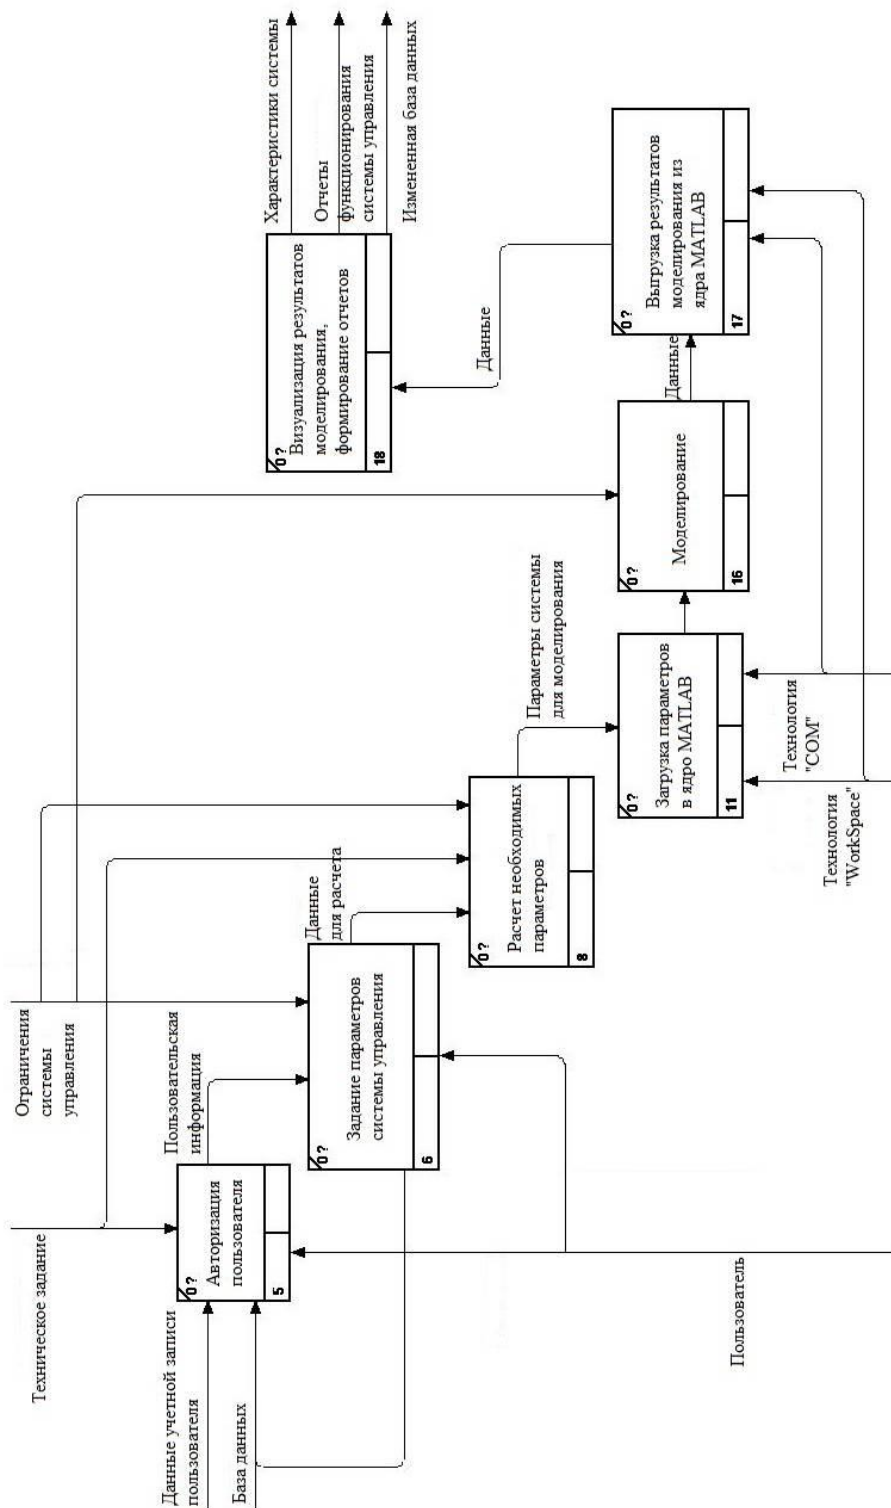 Техническое задание
Ограничения
системы
управления
Данные учетной записи
пользователя
База данных
0 ?
Авторизация
пользователя
5
Пользовательская
информация
0 ?
Задание параметров
системы управления
6
Данные
для расчета
0 ?
Расчет необходимых
параметров
8
Параметры системы
для моделирования
0 ?
Загрузка параметров
в ядро MATLAB
11
0 ?
Моделирование
16
Данные
0 ?
Выгрузка результатов
моделирования из
ядра MATLAB
17
Данные
0 ?
Визуализация результатов
моделирования,
формирование отчетов
18
Характеристики системы
Отчеты
функционирования
системы управления
Измененная база данных
Пользователь
Технология
"WorkSpace"
Технология
"COM"